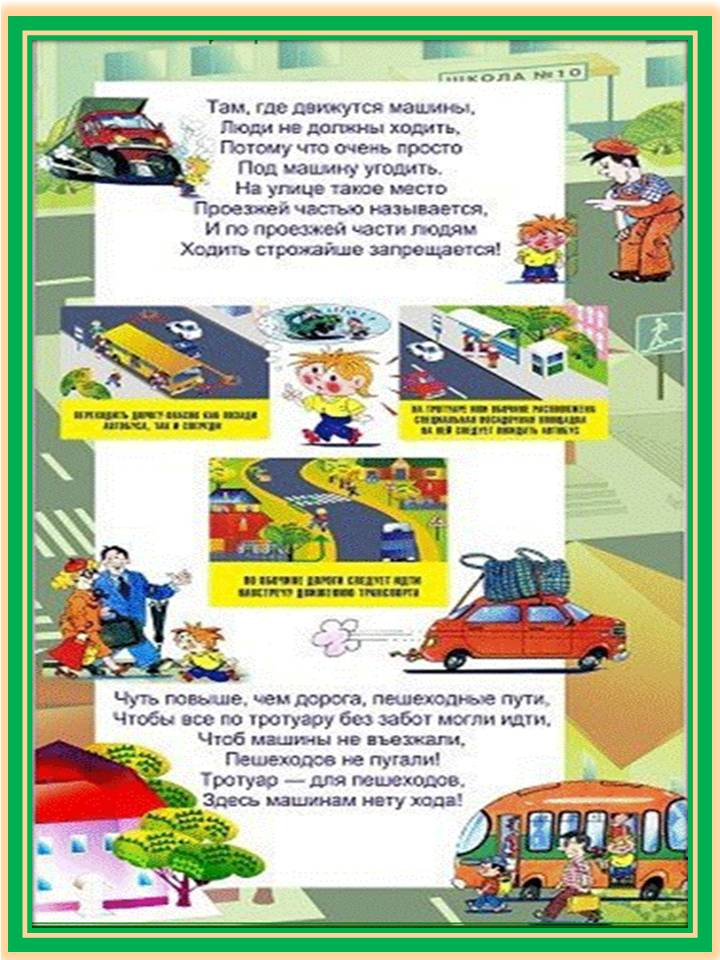 ШКОЛА №10
Там, где движутся машины,
Люди не должны ходить,
Потому что очень просто
Под машину угодить.
На улице такое место
Проезжей частью называется,
И по проезжей части людям
Ходить строжайше запрещается!
ПЕРЕХОДИТЬ ДОРОГУ ОПАСНО КАК ПОЗАДИ
АВТОБУСА, ТАК И СПЕРЕДИ
НА ТРОТУАРЕ ИЛИ ОБОЧИНЕ РАСПОЛОЖЕНА
СПЕЦИАЛЬНАЯ ПОСАДОЧНАЯ ПЛОЩАДКА
НА НЕЙ СЛЕДУЕТ ОЖИДАТЬ АВТОБУС
ПО ОБОЧИНЕ ДОРОГИ СЛЕДУЕТ ИДТИ
НАВСТРЕЧУ ДВИЖЕНИЮ ТРАНСПОРТА
Чуть повыше, чем дорога, пешеходные пути,
Чтобы все по тротуару без забот могли идти,
Чтоб машины не въезжали,
Пешеходов не пугали!
Тротуар — для пешеходов,
Здесь машинам нету хода!